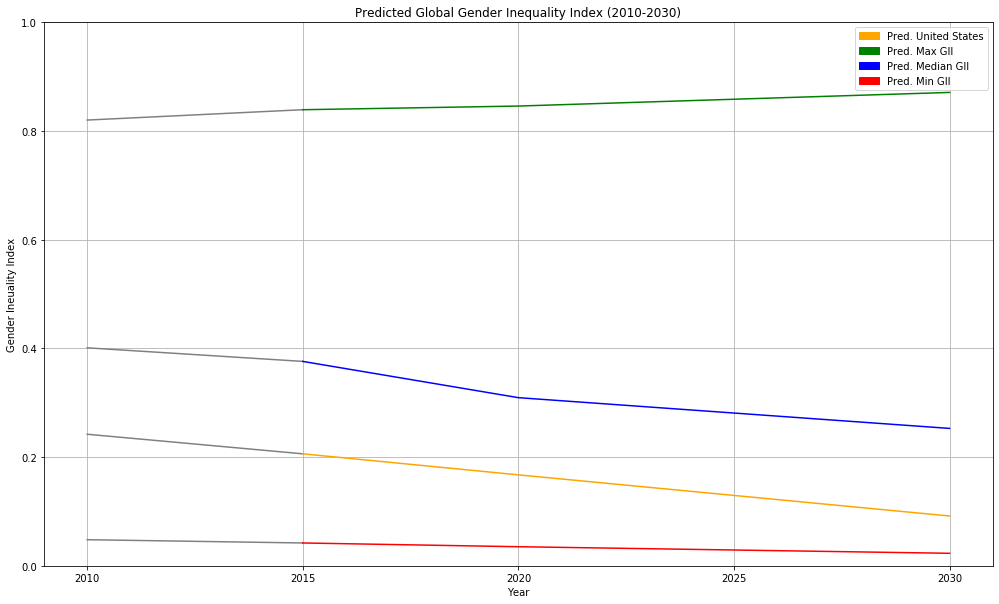 Predicted Global Gender Inequality Index (2010-2030)
Pred. United States
Pred. Max GII
Pred. Median GII
Pred. Min GII
Gender Ineuality Index
1.0
0.8
0.6
0.4
0.2
0.0
2010
2015
2020
2025
2030
Year